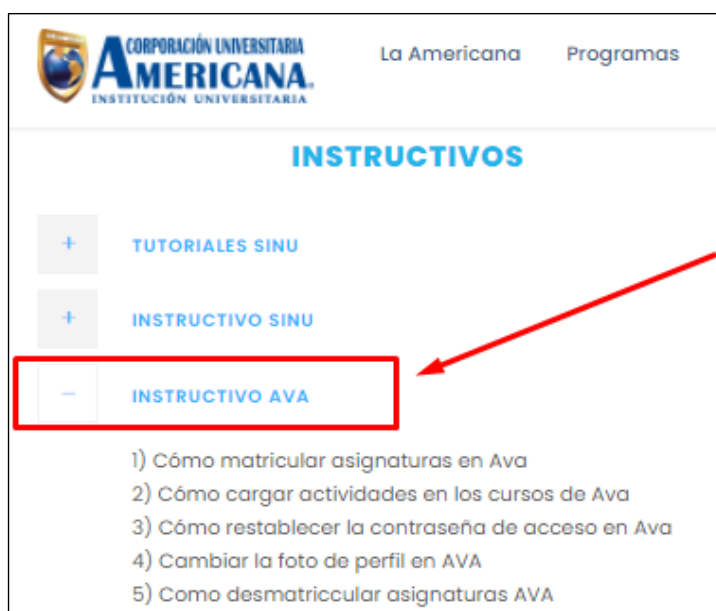 CORPORACIÓN UNIVERSITARIA
AMERICANA.
INSTITUCIÓN UNIVERSITARIA
La Americana Programas
INSTRUCTIVOS
+ TUTORIALES SINU
+ INSTRUCTIVO SINU
– INSTRUCTIVO AVA
1) Cómo matricular asignaturas en Ava
2) Cómo cargar actividades en los cursos de Ava
3) Cómo restablecer la contraseña de acceso en Ava
4) Cambiar la foto de perfil en AVA
5) Como desmatriccular asignaturas AVA